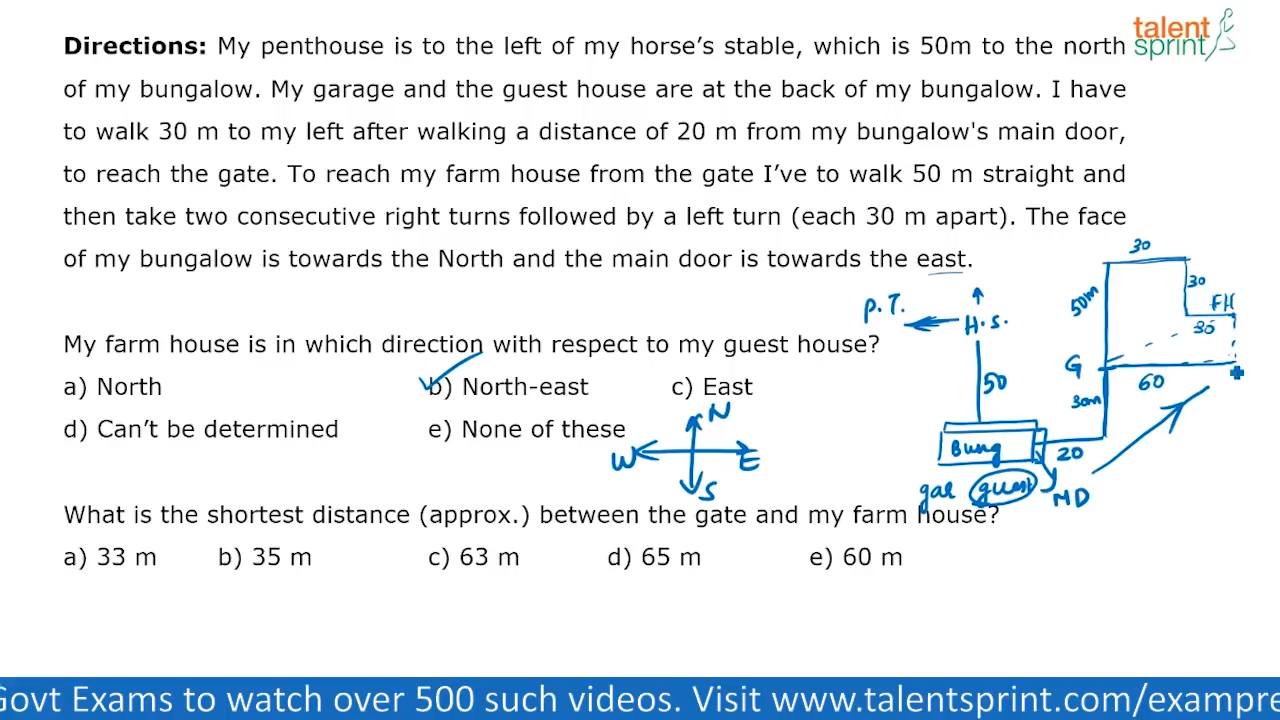 talent
sprint
Directions: My penthouse is to the left of my horse’s stable, which is 50m to the north
of my bungalow. My garage and the guest house are at the back of my bungalow. I have
to walk 30 m to my left after walking a distance of 20 m from my bungalow's main door,
to reach the gate. To reach my farm house from the gate I’ve to walk 50 m straight and
then take two consecutive right turns followed by a left turn (each 30 m apart). The face
of my bungalow is towards the North and the main door is towards the east.
30
50m
30
FH
P.T.
H.S.
30
My farm house is in which direction with respect to my guest house?
G
60
50
a) North
b) North-east
c) East
30m
N
d) Can’t be determined
e) None of these
W
E
S
Bung
20
gar guest
MD
What is the shortest distance (approx.) between the gate and my farm house?
a) 33 m
b) 35 m
c) 63 m
d) 65 m
e) 60 m
Govt Exams to watch over 500 such videos. Visit www.talentsprint.com/exampre